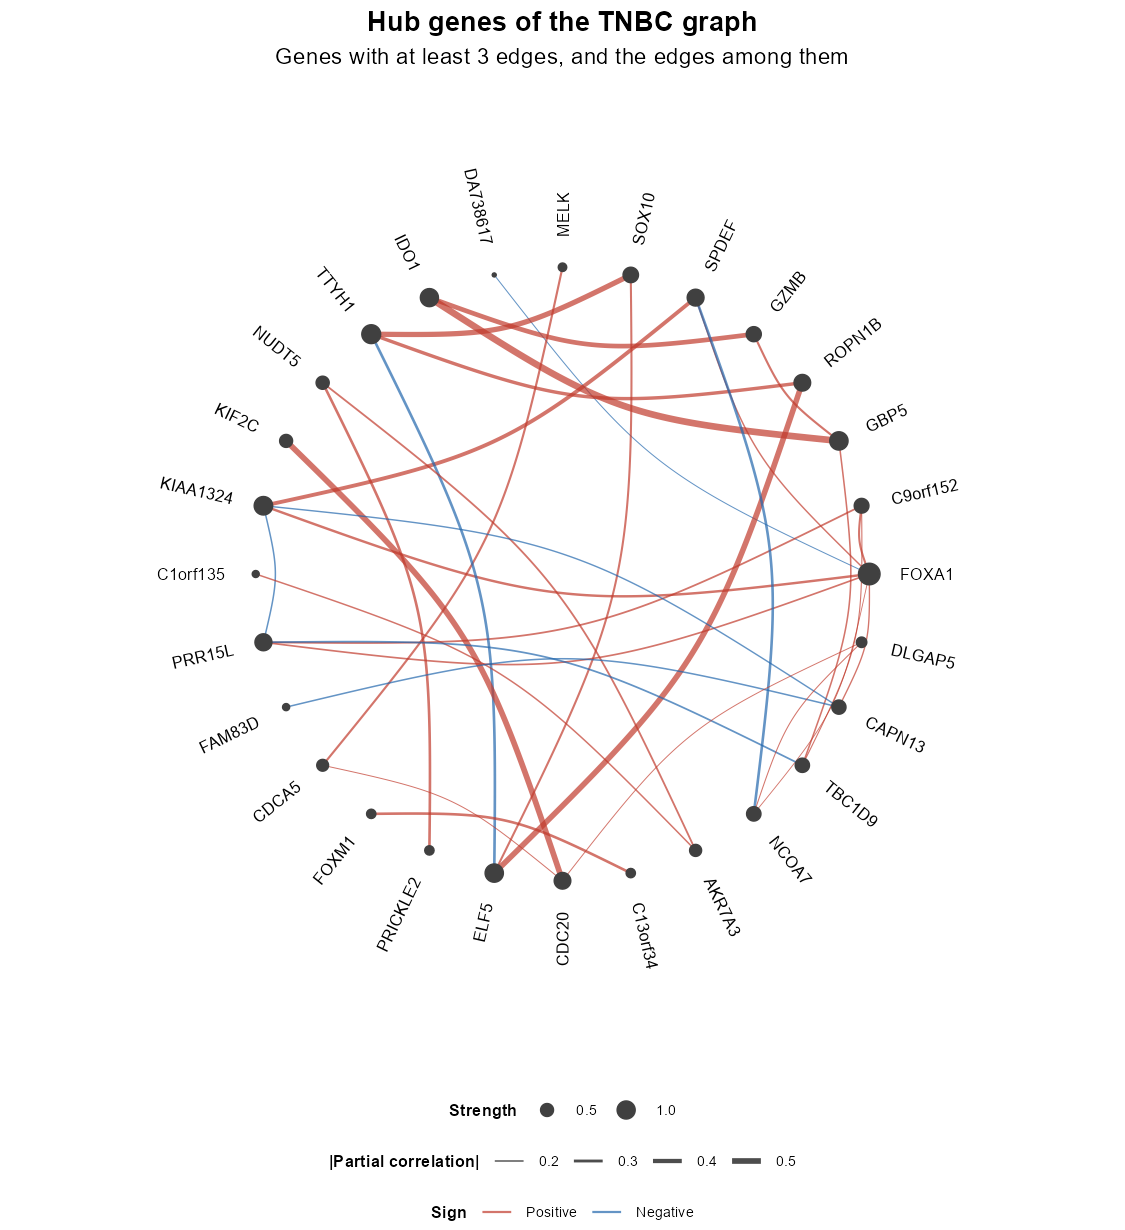 Hub genes of the TNBC graph
Genes with at least 3 edges, and the edges among them
DA738617
MELK
SOX10
SPDEF
IDO1
TTYH1
GZMB
ROPN1B
NUDT5
GBP5
KIF2C
C9orf152
KIAA1324
FOXA1
C1orf135
DLGAP5
PRR15L
CAPN13
FAM83D
TBC1D9
CDCA5
NCOA7
FOXM1
AKR7A3
PRICKLE2
C13orf34
ELF5
CDC20
Strength 0.5 1.0
|Partial correlation| 0.2 0.3 0.4 0.5
Sign Positive Negative